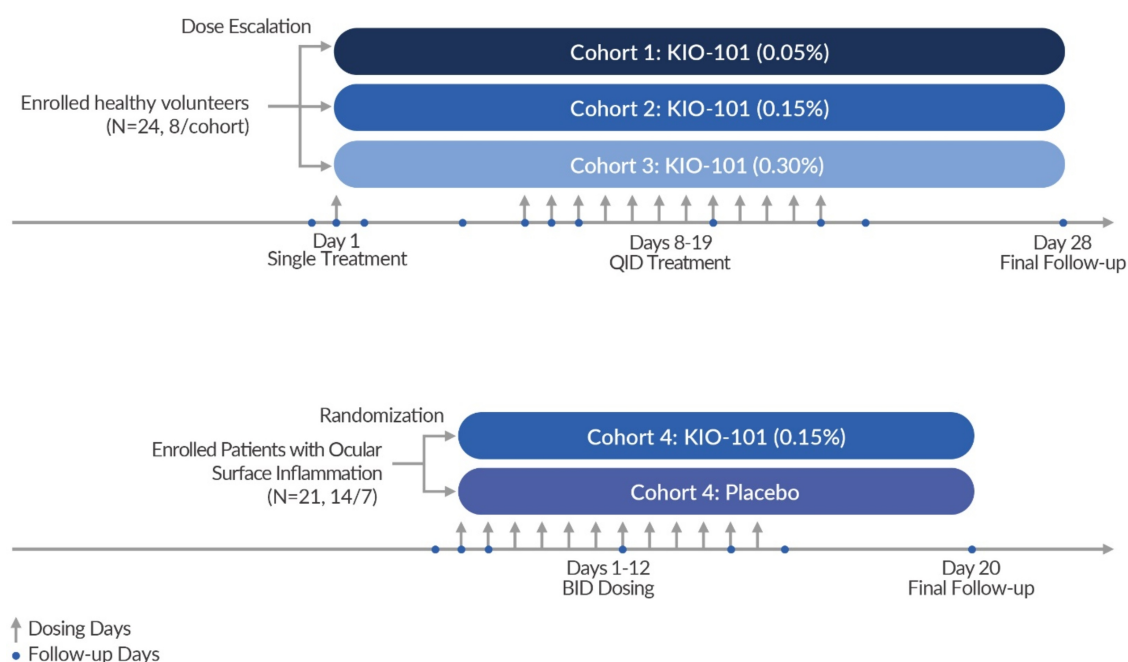 Dose Escalation
Enrolled healthy volunteers
(N=24, 8/cohort)
Cohort 1: KIO-101 (0.05%)
Cohort 2: KIO-101 (0.15%)
Cohort 3: KIO-101 (0.30%)
Day 1
Single Treatment
Days 8-19
QID Treatment
Day 28
Final Follow-up
Randomization
Enrolled Patients with Ocular
Surface Inflammation
(N=21, 14/7)
Cohort 4: KIO-101 (0.15%)
Cohort 4: Placebo
Days 1-12
BID Dosing
Day 20
Final Follow-up
Dosing Days
Follow-up Days